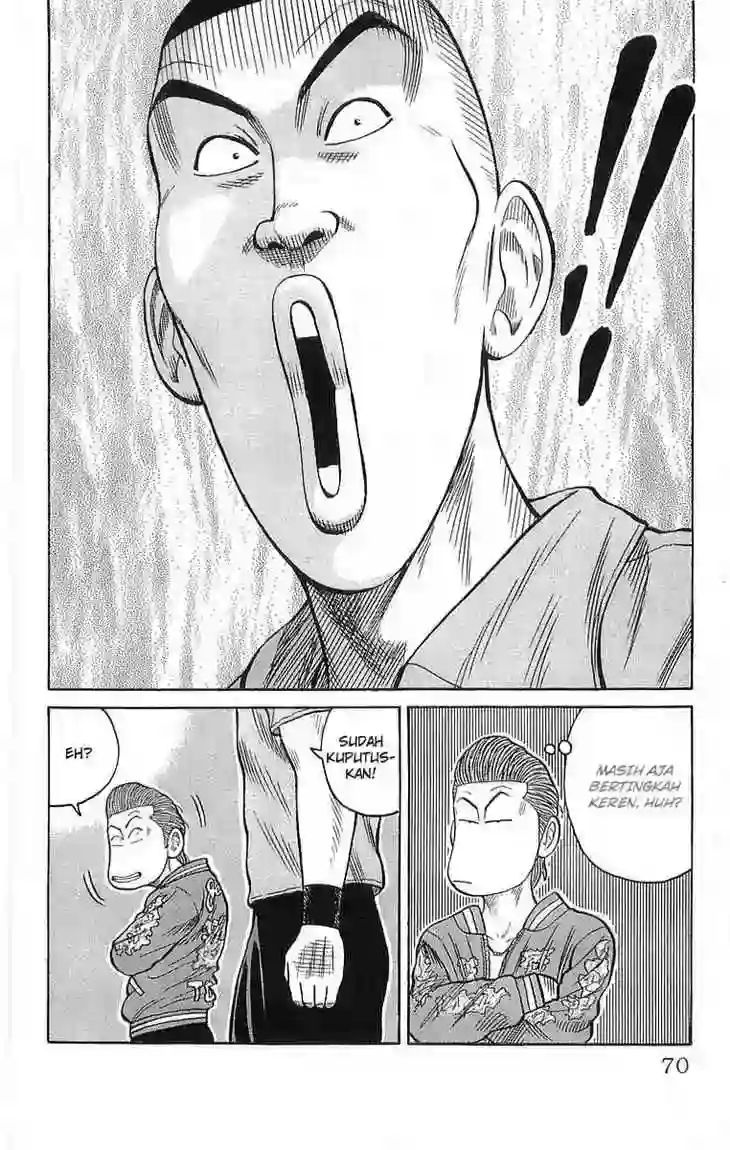 !!
MASIH AJA
BERTINGKAH
KEREN, HUH?
SUDAH
KUPUTUS-
KAN!
EH?
70